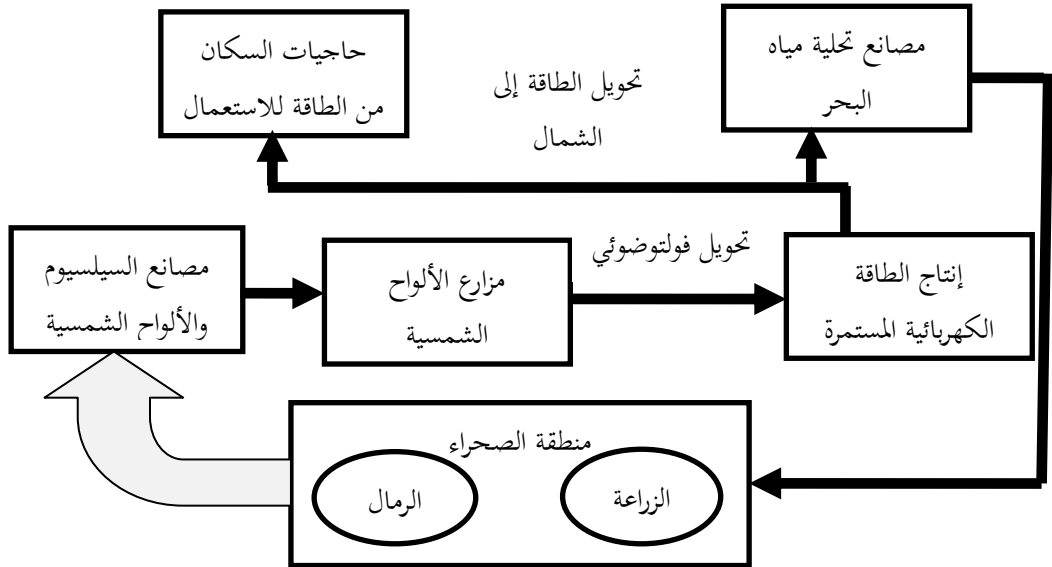 مصانع تحلية مياه
البحر
تحويل الطاقة إلى
الشمال
حاجيات السكان
من الطاقة للاستعمال
إنتاج الطاقة
الكهربائية المستمرة
تحويل فولتوضوئي
مزارع الألواح
الشمسية
مصانع السيلسيوم
والألواح الشمسية
منطقة الصحراء
الزراعة
الرمال